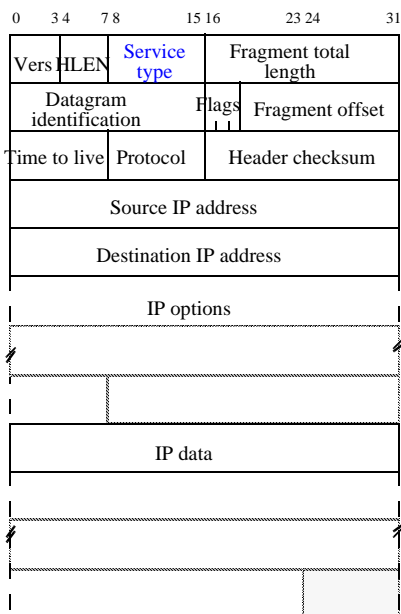 0 3 4 7 8 15 16 23 24 31
Vers HLEN Service type Fragment total length
Datagram identification Flags Fragment offset
Time to live Protocol Header checksum
Source IP address
Destination IP address
IP options
IP data